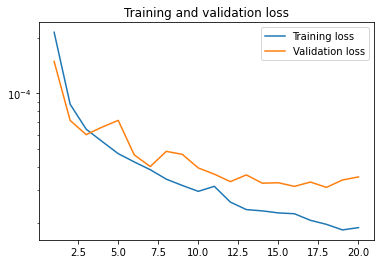 Training and validation loss
Training loss
Validation loss
10⁻⁴
2.5 5.0 7.5 10.0 12.5 15.0 17.5 20.0